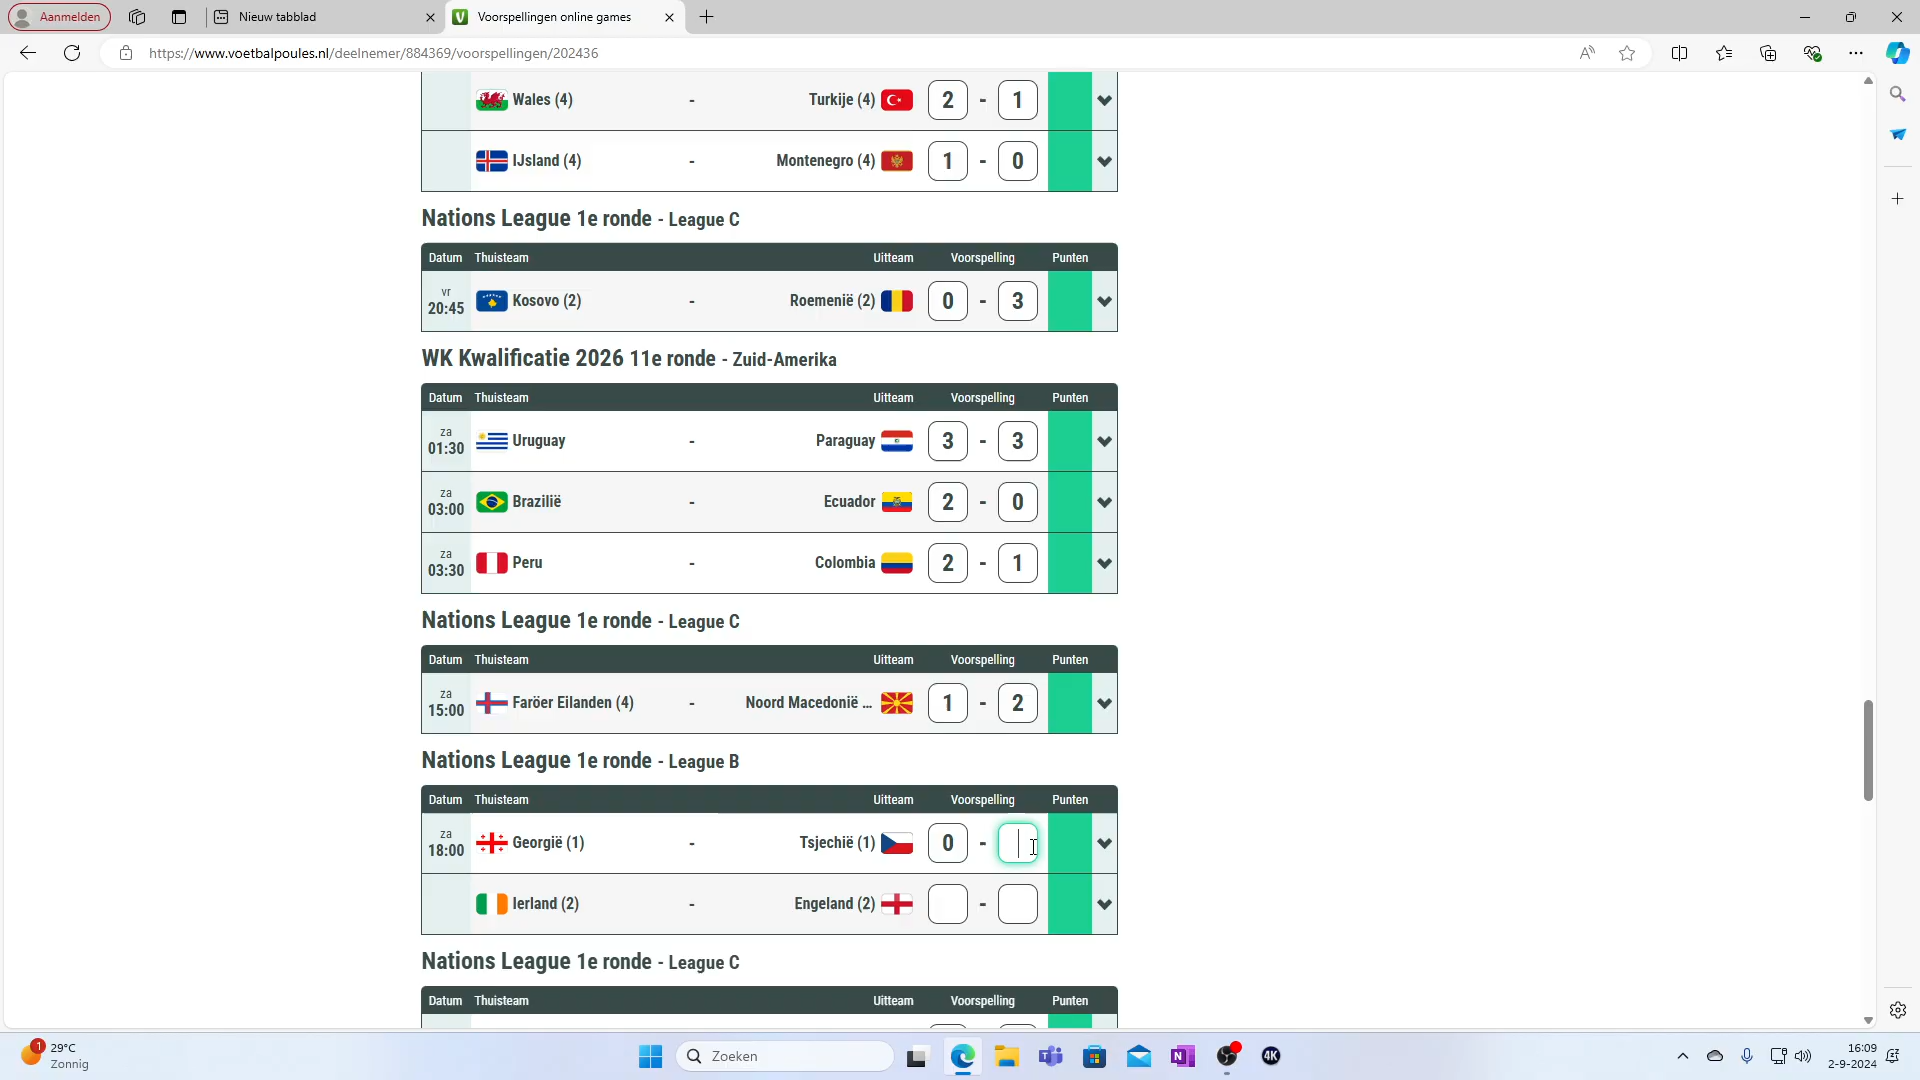 Aanmelden
Nieuw tabblad
Voorspellingen online games
https://www.voetbalpoules.nl/deelnemer/884369/voorspellingen/202436
Wales (4) - Turkije (4) 2 - 1
IJsland (4) - Montenegro (4) 1 - 0
Nations League 1e ronde - League C
Datum Thuisteam Uitteam Voorspelling Punten
vr 20:45 Kosovo (2) - Roemenië (2) 0 - 3
WK Kwalificatie 2026 11e ronde - Zuid-Amerika
Datum Thuisteam Uitteam Voorspelling Punten
za 01:30 Uruguay - Paraguay 3 - 3
za 03:00 Brazilië - Ecuador 2 - 0
za 03:30 Peru - Colombia 2 - 1
Nations League 1e ronde - League C
Datum Thuisteam Uitteam Voorspelling Punten
za 15:00 Faröer Eilanden (4) - Noord Macedonië ... 1 - 2
Nations League 1e ronde - League B
Datum Thuisteam Uitteam Voorspelling Punten
za 18:00 Georgië (1) - Tsjechië (1) 0 -
Ierland (2) - Engeland (2) -
Nations League 1e ronde - League C
Datum Thuisteam Uitteam Voorspelling Punten
1 29°C
Zonnig
Zoeken
4K
16:09
2-9-2024